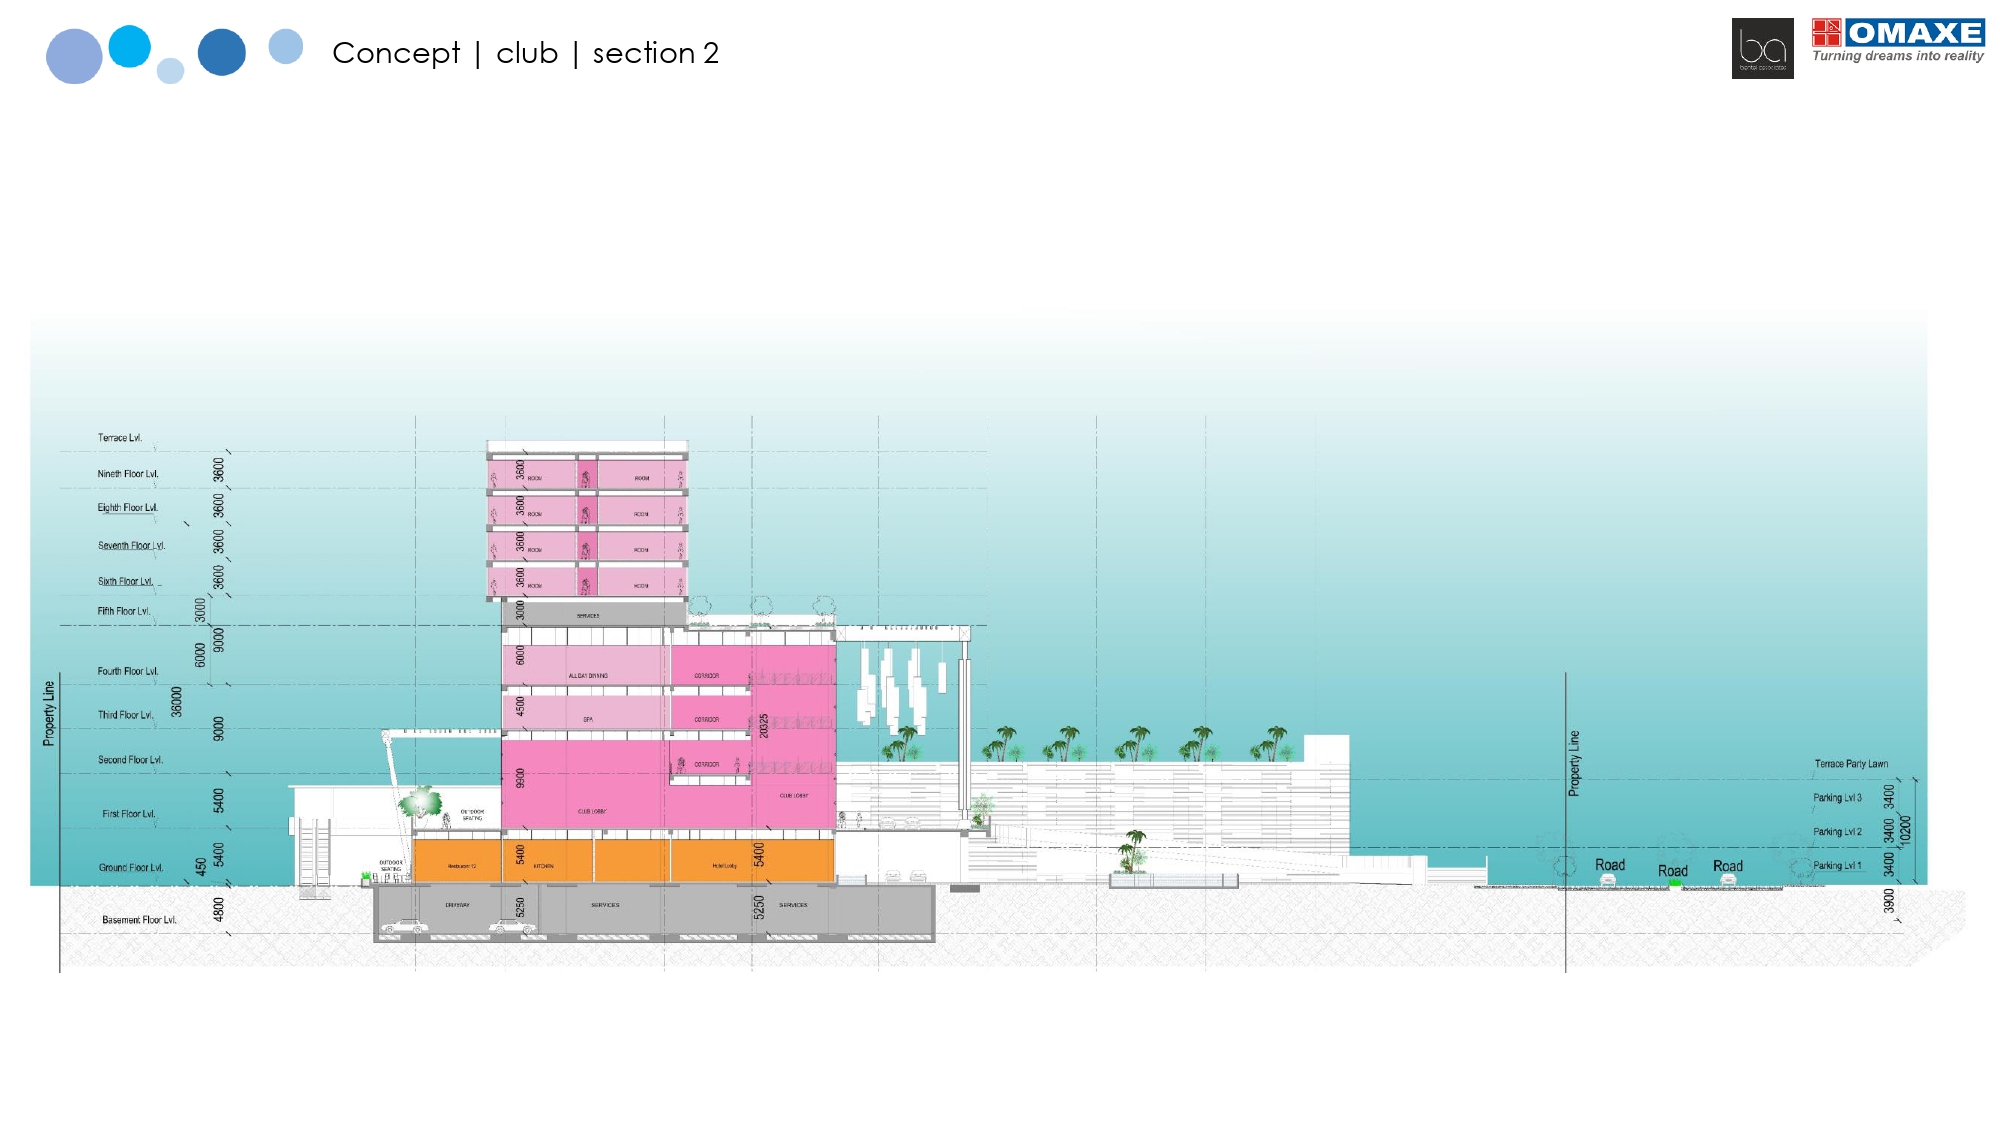 Concept | club | section 2
ba
OMAXE
Turning dreams into reality
Terrace Lvl.
Nineth Floor Lvl.
Eighth Floor Lvl.
Seventh Floor Lvl.
Sixth Floor Lvl.
Fifth Floor Lvl.
Fourth Floor Lvl.
Third Floor Lvl.
Second Floor Lvl.
First Floor Lvl.
Ground Floor Lvl.
Basement Floor Lvl.
Property Line
3600
3600
3600
3600
3000
9000
6000
36000
9000
5400
5400
450
4800
3600
ROOM
ROOM
3600
ROOM
ROOM
3600
ROOM
ROOM
3600
ROOM
ROOM
3000
SERVICES
6000
ALL DAY DINING
CORRIDOR
4500
SPA
CORRIDOR
20325
9900
CORRIDOR
CLUB LOBBY
CLUB LOBBY
OUTDOOR
SEATING
OUTDOOR
SEATING
Restaurant 2
5400
KITCHEN
Hotel Lobby
5400
DRIVEWAY
5250
SERVICES
5250
SERVICES
Property Line
Road
Road
Road
Terrace Party Lawn
Parking Lvl 3
Parking Lvl 2
Parking Lvl 1
3400
3400
3400
10200
3900